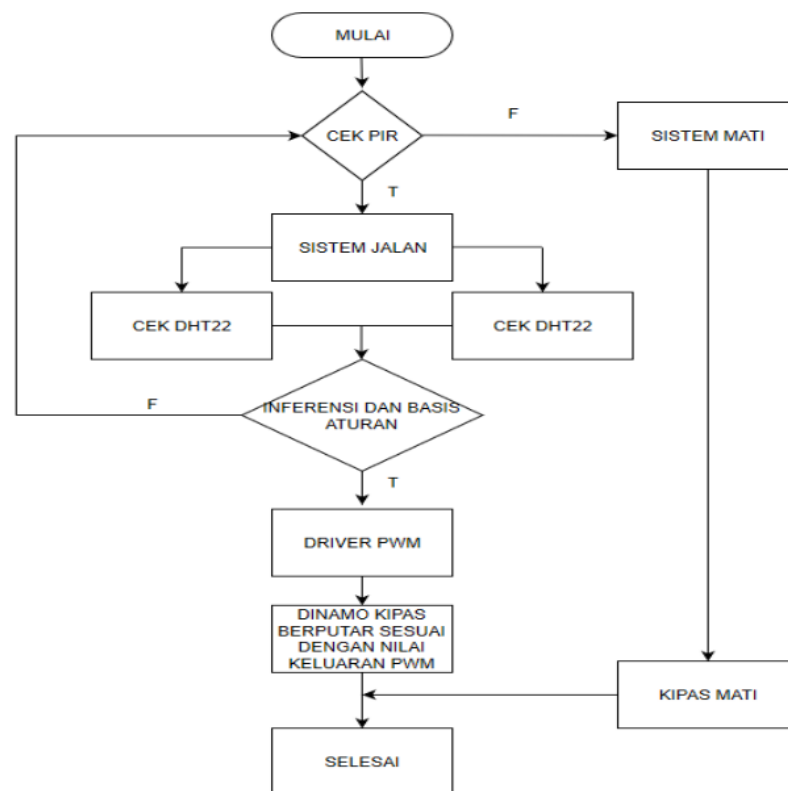 MULAI
CEK PIR
F
SISTEM MATI
T
SISTEM JALAN
CEK DHT22
CEK DHT22
F
INFERENSI DAN BASIS
ATURAN
T
DRIVER PWM
DINAMO KIPAS
BERPUTAR SESUAI
DENGAN NILAI
KELUARAN PWM
KIPAS MATI
SELESAI